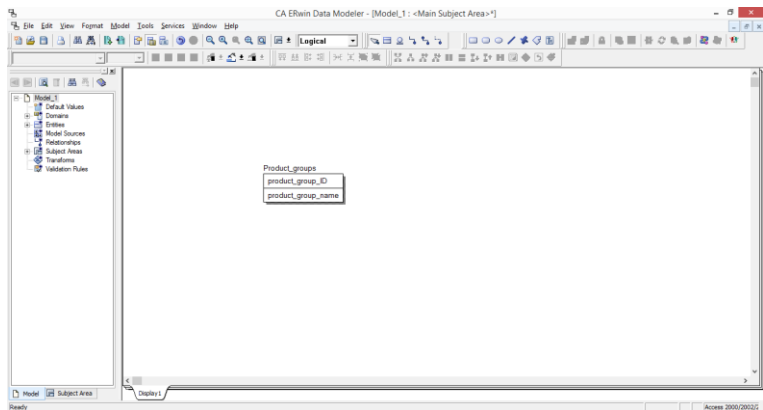 CA ERwin Data Modeler - [Model_1 : <Main Subject Area>*]
File Edit View Format Model Tools Services Window Help
Logical
Model_1
Default Values
Domains
Entities
Model Sources
Relationships
Subject Areas
Transforms
Validation Rules
Product_groups
product_group_ID
product_group_name
Model Subject Area
Display1
Ready
Access 2000/2002/2